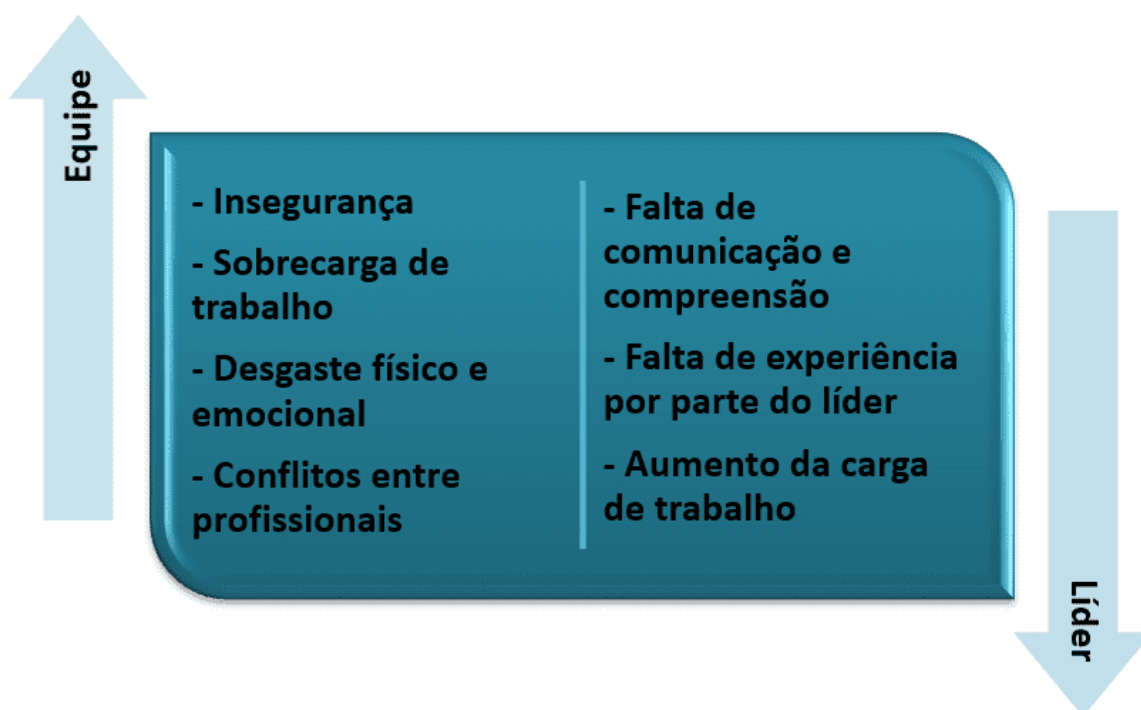 Equipe
- Insegurança
- Sobrecarga de
trabalho
- Desgaste físico e
emocional
- Conflitos entre
profissionais
- Falta de
comunicação e
compreensão
- Falta de experiência
por parte do líder
- Aumento da carga
de trabalho
Líder